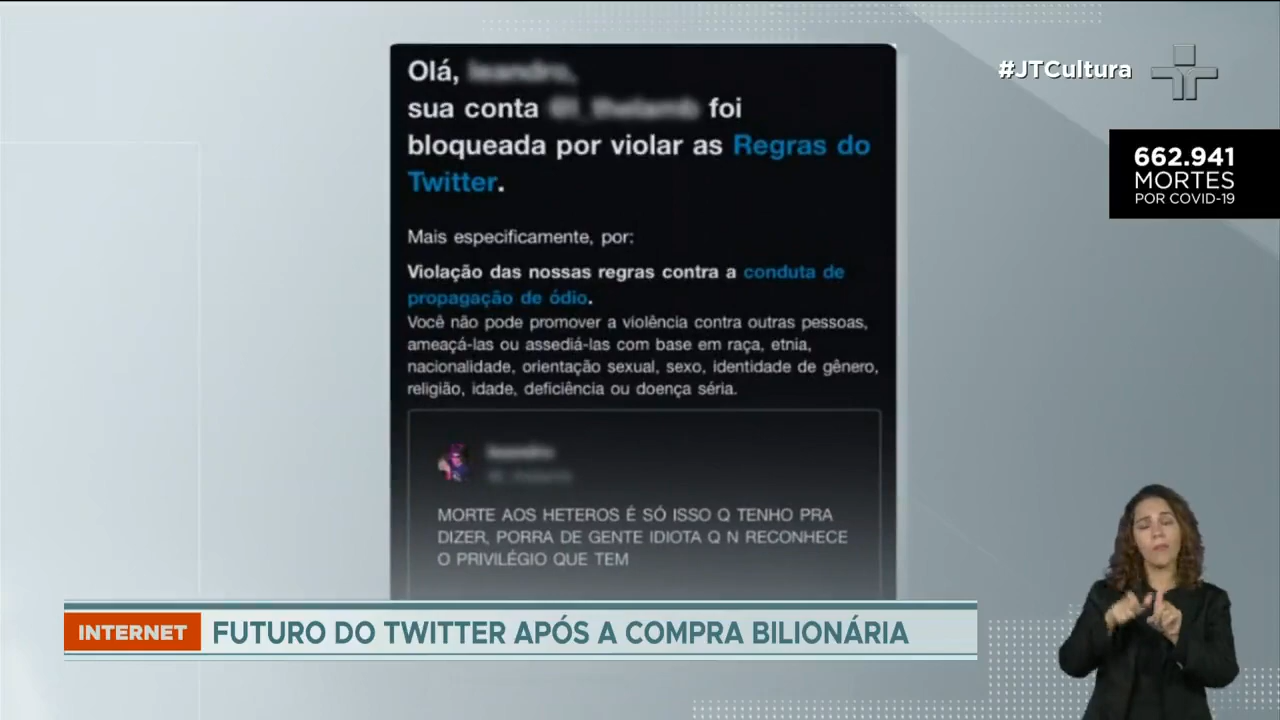 #JTCultura
662.941
MORTES
POR COVID-19
Olá,
sua conta foi
bloqueada por violar as Regras do
Twitter.
Mais especificamente, por:
Violação das nossas regras contra a conduta de
propagação de ódio.
Você não pode promover a violência contra outras pessoas,
ameaçá-las ou assediá-las com base em raça, etnia,
nacionalidade, orientação sexual, sexo, identidade de gênero,
religião, idade, deficiência ou doença séria.
MORTE AOS HETEROS É SÓ ISSO Q TENHO PRA
DIZER, PORRA DE GENTE IDIOTA Q N RECONHECE
O PRIVILÉGIO QUE TEM
INTERNET
FUTURO DO TWITTER APÓS A COMPRA BILIONÁRIA